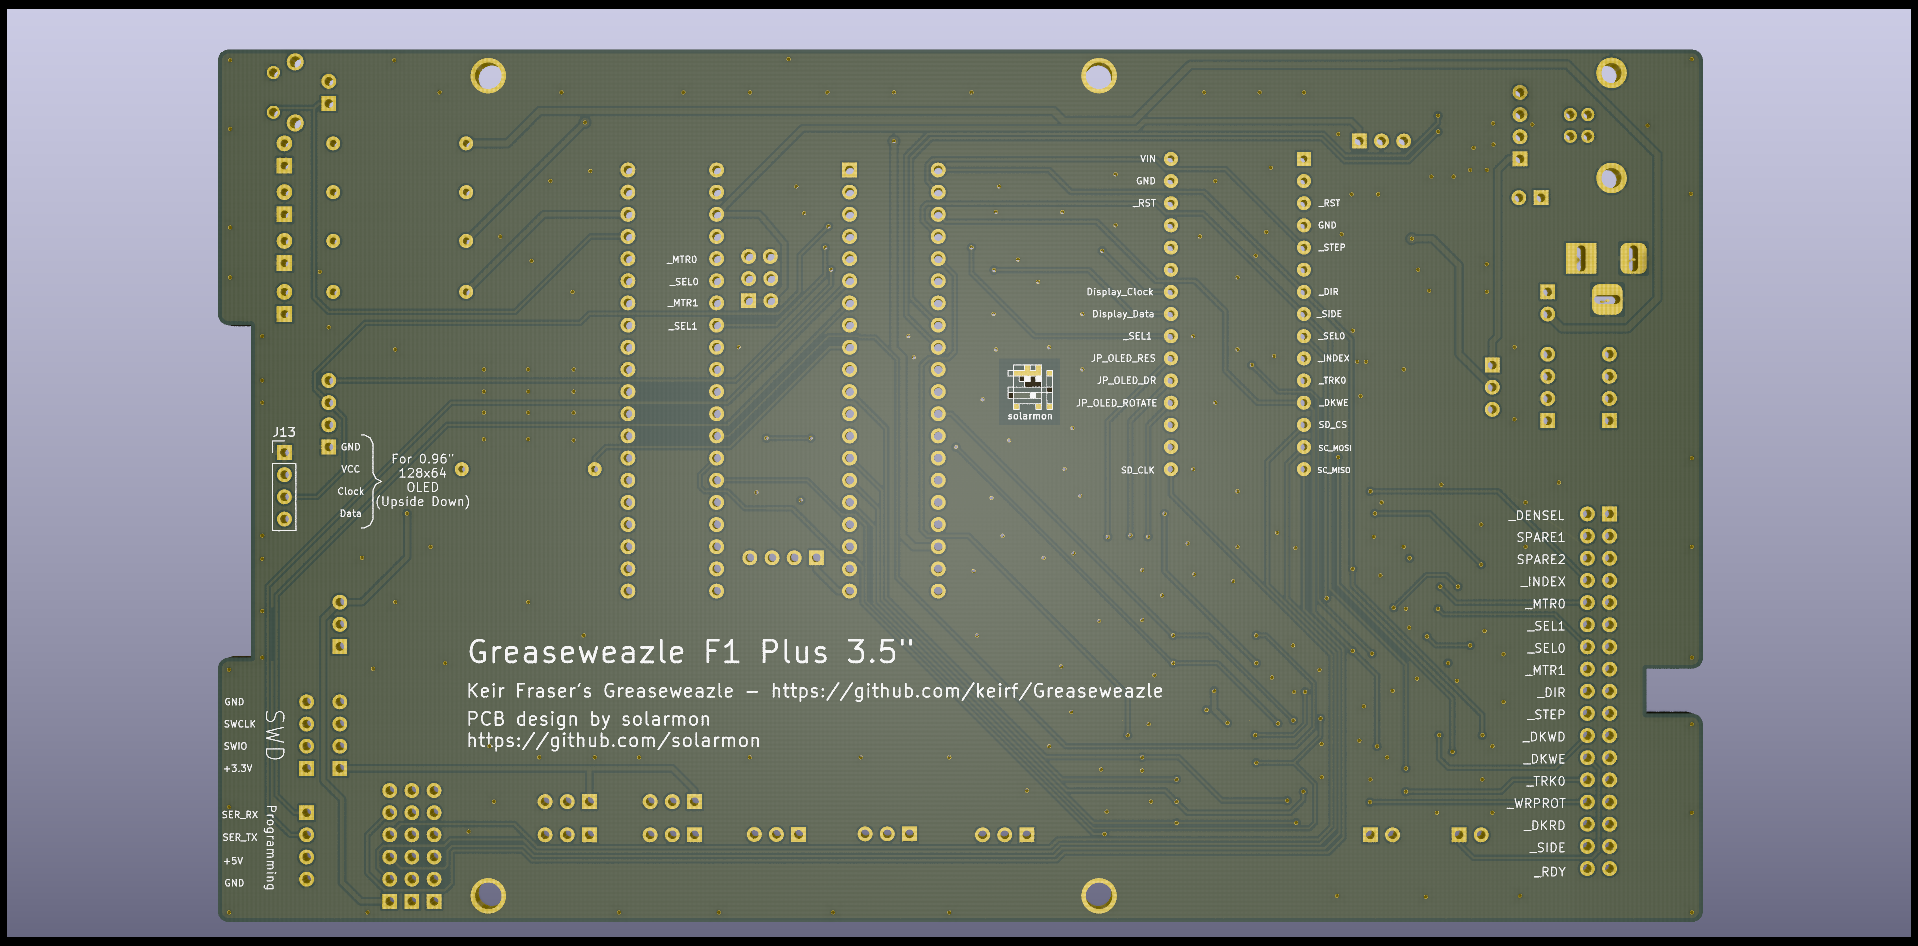 VIN
GND
_RST
_RST
GND
_STEP
_MTR0
_SEL0
_MTR1
_SEL1
Display_Clock
Display_Data
_SEL1
JP_OLED_RES
JP_OLED_DR
JP_OLED_ROTATE
SD_CLK
_DIR
_SIDE
_SEL0
_INDEX
_TRK0
_DKWE
SD_CS
SC_MOSI
SC_MISO
solarmon
J13
GND
VCC
Clock
Data
For 0.96"
128x64
OLED
(Upside Down)
_DENSEL
SPARE1
SPARE2
_INDEX
_MTR0
_SEL1
_SEL0
_MTR1
_DIR
_STEP
_DKWD
_DKWE
_TRK0
_WRPROT
_DKRD
_SIDE
_RDY
Greaseweazle F1 Plus 3.5"
Keir Fraser's Greaseweazle - https://github.com/keirf/Greaseweazle
PCB design by solarmon
https://github.com/solarmon
GND
SWCLK
SWIO
+3.3V
SWD
SER_RX
SER_TX
+5V
GND
Programming